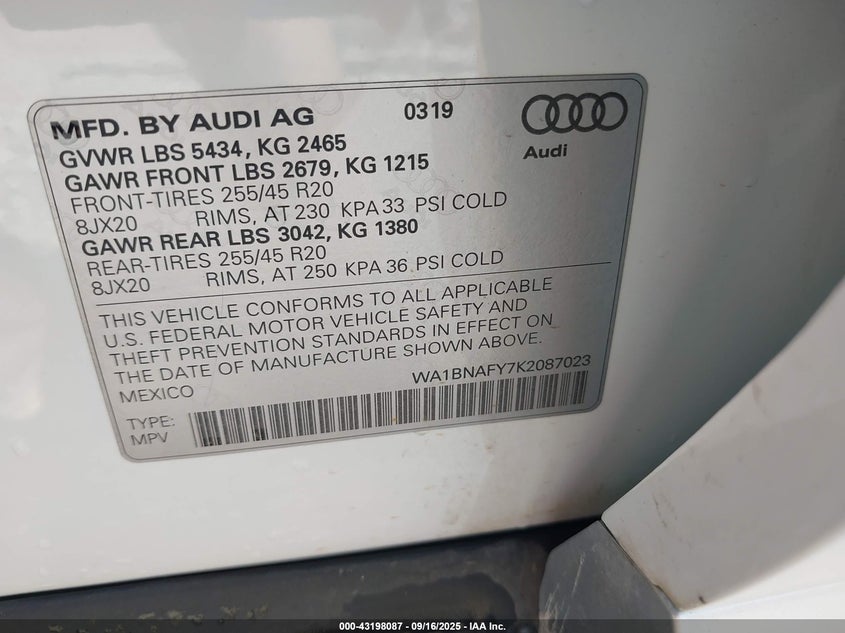 MFD. BY AUDI AG 0319
Audi
GVWR LBS 5434, KG 2465
GAWR FRONT LBS 2679, KG 1215
FRONT-TIRES 255/45 R20
8JX20 RIMS, AT 230 KPA 33 PSI COLD
GAWR REAR LBS 3042, KG 1380
REAR-TIRES 255/45 R20
8JX20 RIMS, AT 250 KPA 36 PSI COLD
THIS VEHICLE CONFORMS TO ALL APPLICABLE
U.S. FEDERAL MOTOR VEHICLE SAFETY AND
THEFT PREVENTION STANDARDS IN EFFECT ON
THE DATE OF MANUFACTURE SHOWN ABOVE.
MEXICO WA1BNAFY7K2087023
TYPE:
MPV
000-43198087 - 09/16/2025 - IAA Inc.